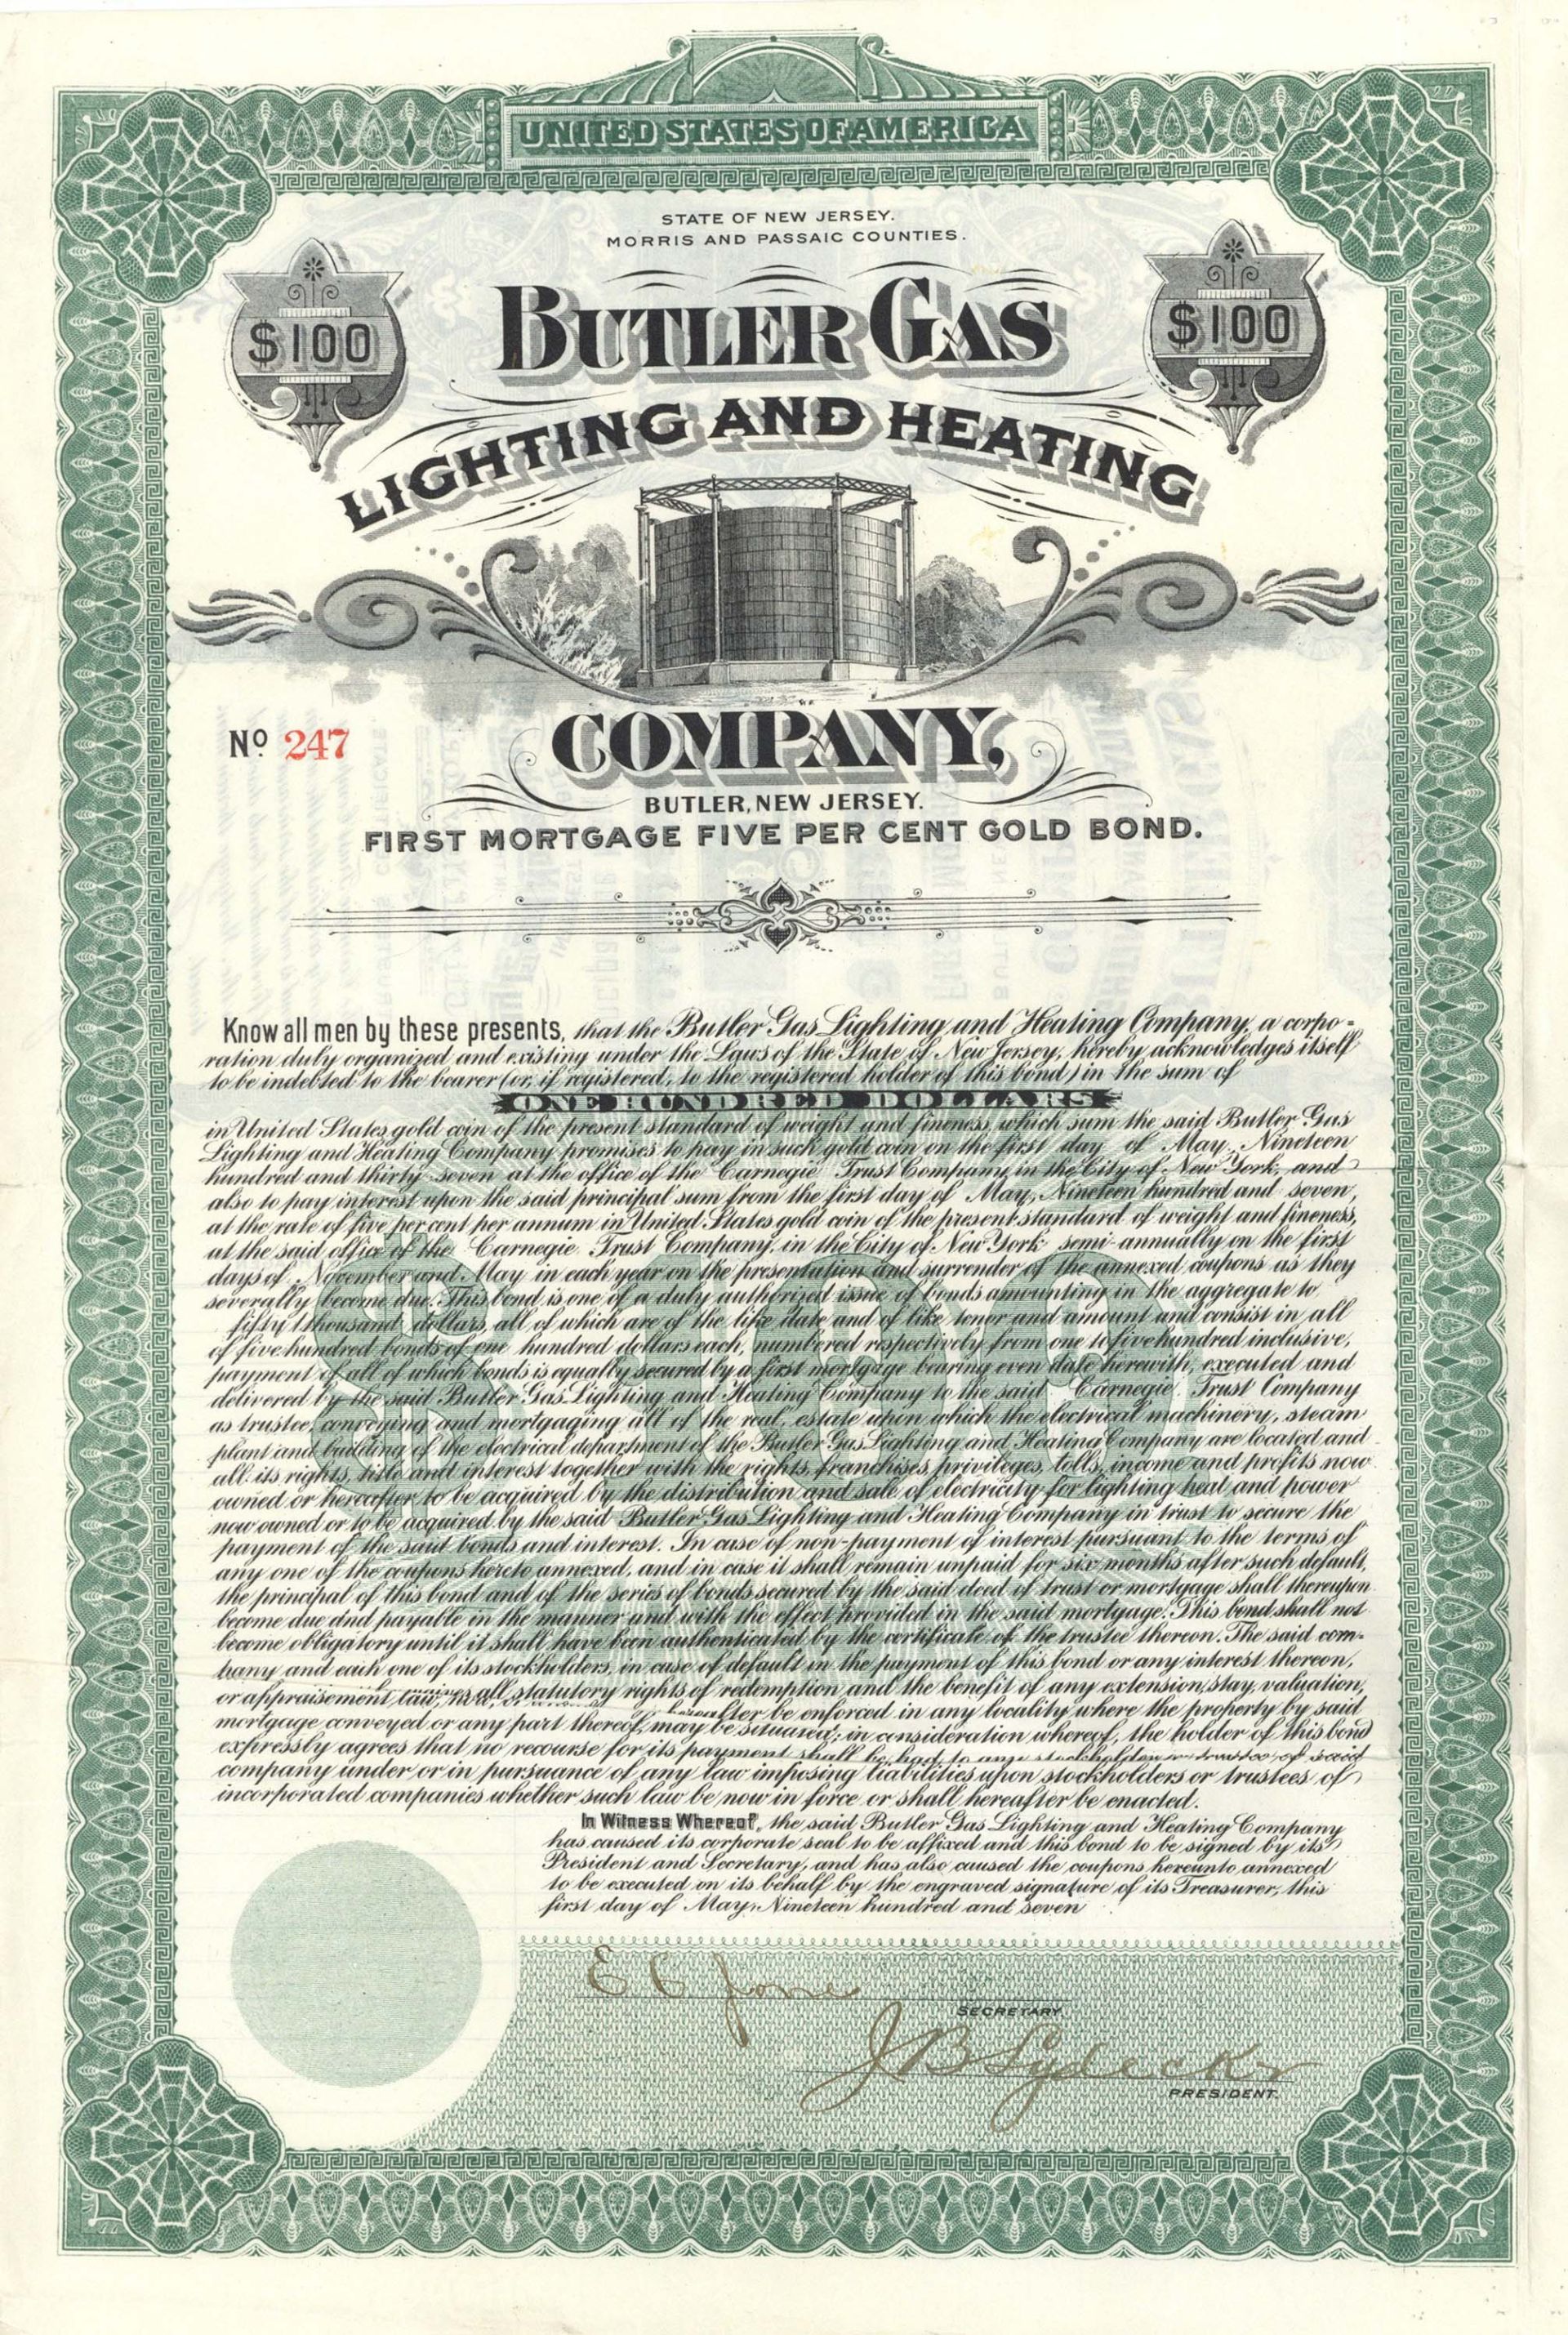 UNITED STATES OF AMERICA
STATE OF NEW JERSEY.
MORRIS AND PASSAIC COUNTIES.
$100
$100
BUTLER GAS
LIGHTING AND HEATING
COMPANY,
No 247
BUTLER, NEW JERSEY.
FIRST MORTGAGE FIVE PER CENT GOLD BOND.
Know all men by these presents, that the Butler Gas Lighting and Heating Company, a corpo=
ration duly organized and existing under the Laws of the State of New Jersey, hereby acknowledges itself
to be indebted to the bearer (or, if registered, to the registered holder of this bond) in the sum of
ONE HUNDRED DOLLARS
in United States gold coin of the present standard of weight and fineness, which sum the said Butler Gas
Lighting and Heating Company promises to pay in such gold coin on the first day of May, Nineteen
hundred and thirty seven at the office of the Carnegie Trust Company, in the City of New York, and
also to pay interest upon the said principal sum from the first day of May, Nineteen hundred and seven,
at the rate of five per cent per annum in United States gold coin of the present standard of weight and fineness,
at the said office of the Carnegie Trust Company, in the City of New York semi-annually on the first
days of November and May in each year on the presentation and surrender of the annexed coupons as they
severally become due. This bond is one of a duly authorized issue of bonds amounting in the aggregate to
fifty thousand dollars, all of which are of the like date and of like tenor and amount and consist in all
of five hundred bonds of one hundred dollars each, numbered respectively from one to five hundred inclusive,
payment of all of which bonds is equally secured by a first mortgage bearing even date herewith, executed and
delivered by the said Butler Gas Lighting and Heating Company to the said Carnegie Trust Company
as trustee, conveying and mortgaging all of the real, estate upon which the electrical machinery, steam
plant and building of the electrical department of the Butler Gas Lighting and Heating Company are located and
all its rights, title and interest together with the rights, franchises, privileges, tolls, income and profits now
owned or hereafter to be acquired by the distribution and sale of electricity for lighting heat and power
now owned or to be acquired by the said Butler Gas Lighting and Heating Company in trust to secure the
payment of the said bonds and interest. In case of non-payment of interest pursuant to the terms of
any one of the coupons hereto annexed, and in case it shall remain unpaid for six months after such default,
the principal of this bond and of the series of bonds secured by the said deed of trust or mortgage shall thereupon
become due and payable in the manner and with the effect provided in the said mortgage. This bond shall not
become obligatory until it shall have been authenticated by the certificate of the trustee thereon. The said com=
pany and each one of its stockholders, in case of default in the payment of this bond or any interest thereon,
waives all statutory rights of redemption and the benefit of any extension, stay, valuation,
or appraisement law, now or hereafter be enforced in any locality where the property by said
mortgage conveyed or any part thereof, may be situated; in consideration whereof, the holder of this bond
expressly agrees that no recourse for its payment shall be had to any stockholder or trustee of said
company under or in pursuance of any law imposing liabilities upon stockholders or trustees of
incorporated companies whether such law be now in force or shall hereafter be enacted.
In Witness Whereof, the said Butler Gas Lighting and Heating Company
has caused its corporate seal to be affixed and this bond to be signed by its
President and Secretary, and has also caused the coupons hereunto annexed
to be executed on its behalf by the engraved signature of its Treasurer, this
first day of May, Nineteen hundred and seven
E C Jone
SECRETARY
J B Lydecker
PRESIDENT.